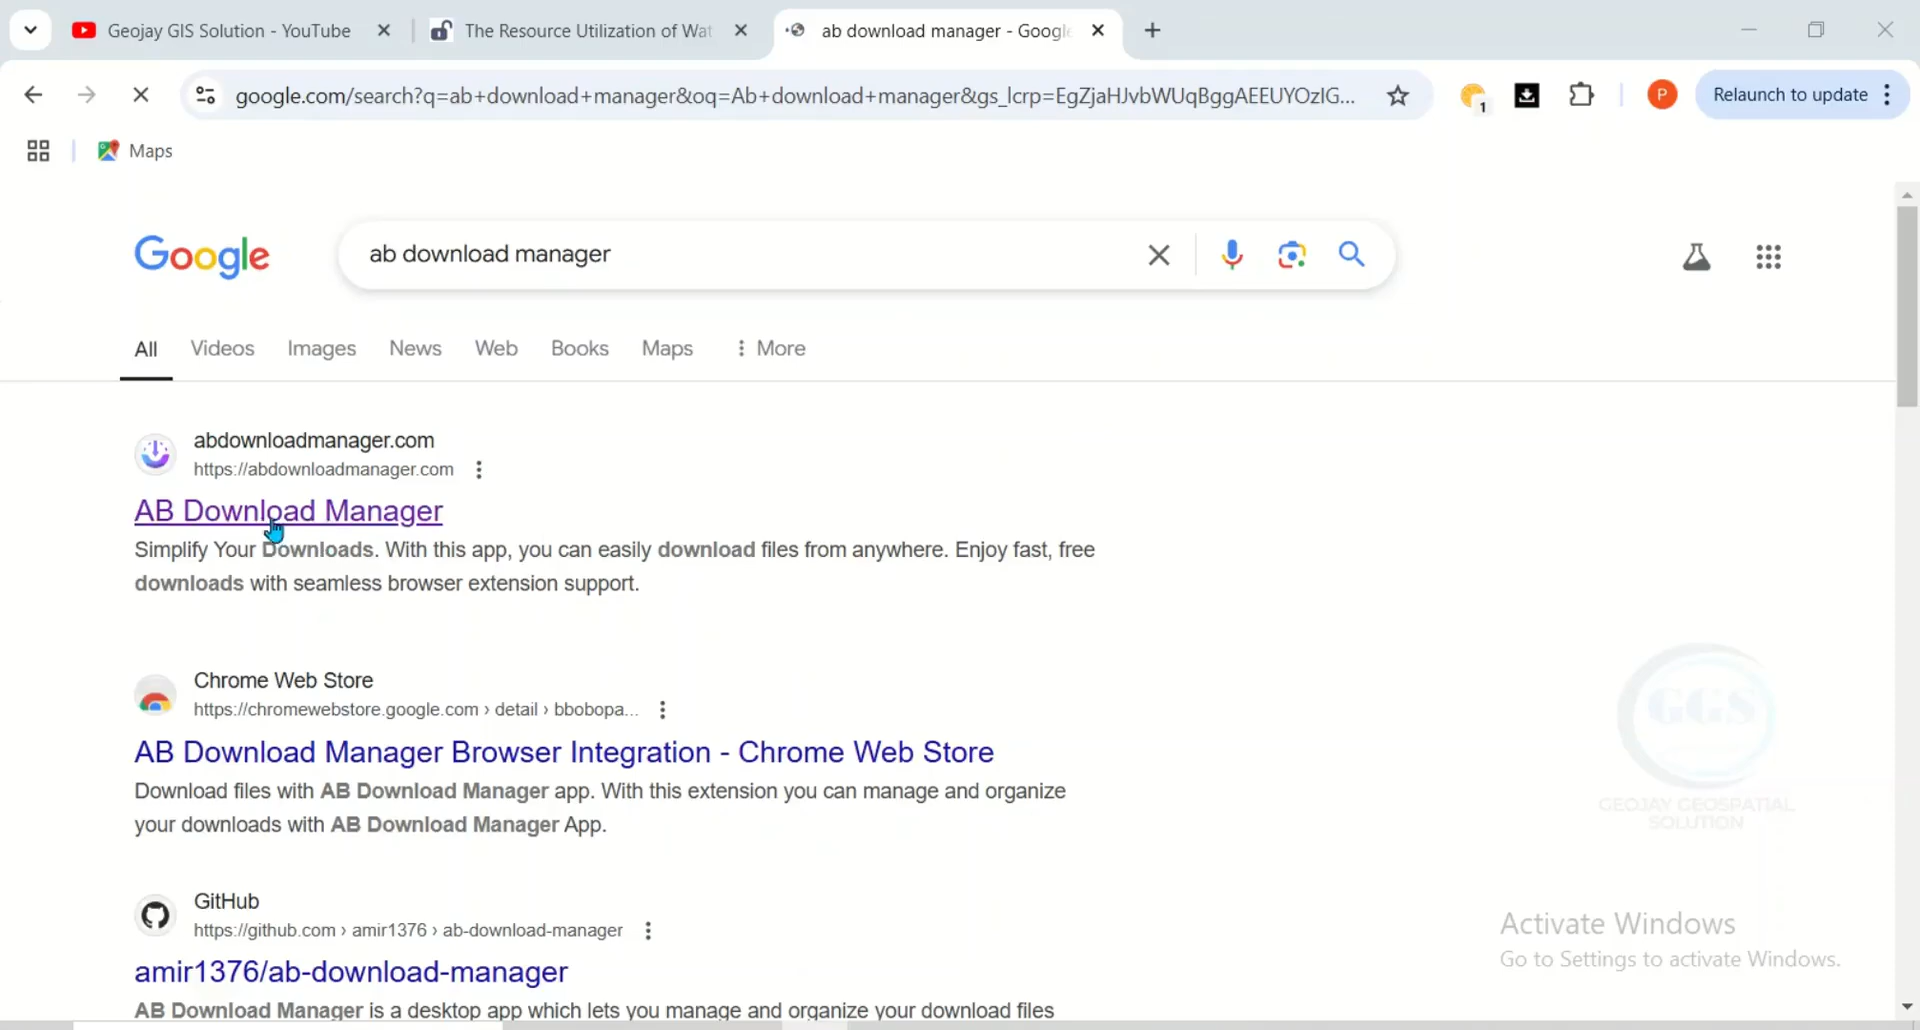 Geojay GIS Solution - YouTube
The Resource Utilization of Wat
ab download manager - Googl
google.com/search?q=ab+download+manager&oq=Ab+download+manager&gs_lcrp=EgZjaHJvbWUqBggAEEUYOzIG...
1
P
Relaunch to update
Maps
Google
ab download manager
All
Videos
Images
News
Web
Books
Maps
More
abdownloadmanager.com
https://abdownloadmanager.com
AB Download Manager
Simplify Your Downloads. With this app, you can easily download files from anywhere. Enjoy fast, free
downloads with seamless browser extension support.
Chrome Web Store
https://chromewebstore.google.com › detail › bbobopa...
AB Download Manager Browser Integration - Chrome Web Store
Download files with AB Download Manager app. With this extension you can manage and organize
your downloads with AB Download Manager App.
GGS
GEOJAY GEOSPATIAL
SOLUTION
GitHub
https://github.com › amir1376 › ab-download-manager
amir1376/ab-download-manager
AB Download Manager is a desktop app which lets you manage and organize your download files
Activate Windows
Go to Settings to activate Windows.